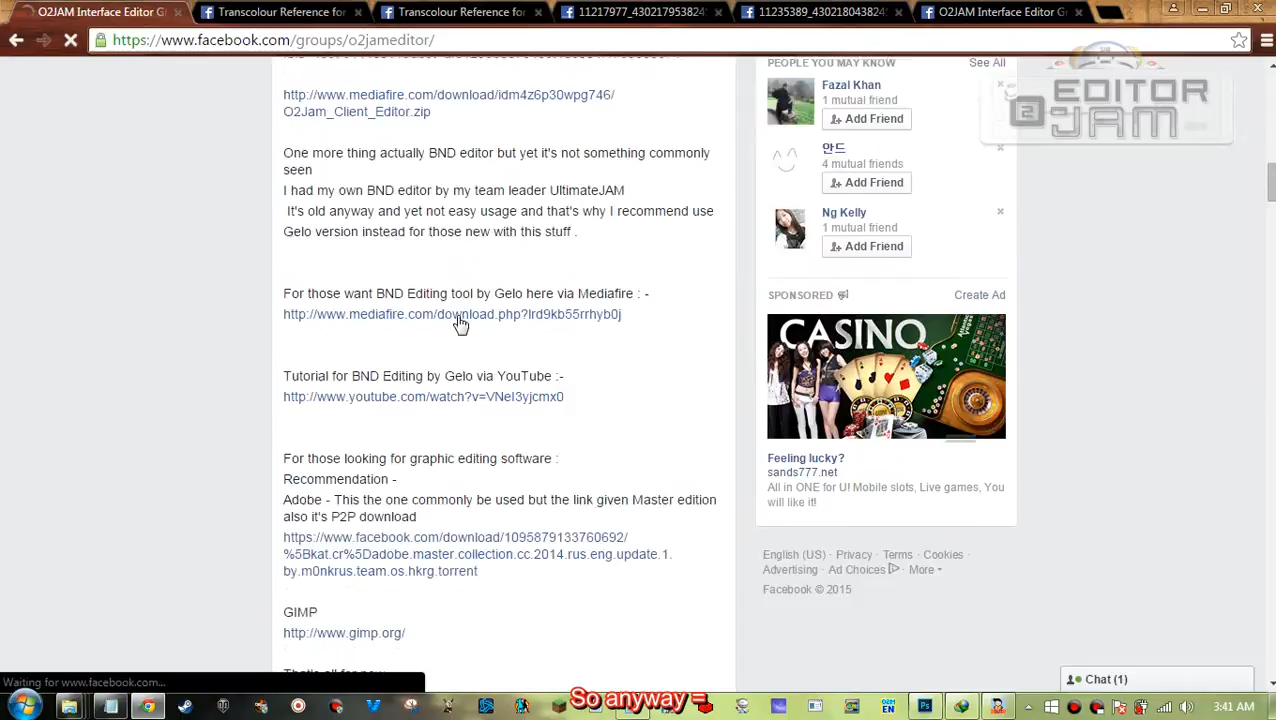 O2JAM Interface Editor G
Transcolour Reference for
Transcolour Reference for
11217977_430217953824
11235389_430218043824
O2JAM Interface Editor Gr
https://www.facebook.com/groups/o2jameditor/
http://www.mediafire.com/download/idm4z6p30wpg746/
O2Jam_Client_Editor.zip
One more thing actually BND editor but yet it's not something commonly
seen
I had my own BND editor by my team leader UltimateJAM
It's old anyway and yet not easy usage and that's why I recommend use
Gelo version instead for those new with this stuff .
For those want BND Editing tool by Gelo here via Mediafire : -
http://www.mediafire.com/download.php?lrd9kb55rrhyb0j
Tutorial for BND Editing by Gelo via YouTube :-
http://www.youtube.com/watch?v=VNeI3yjcmx0
For those looking for graphic editing software :
Recommendation -
Adobe - This the one commonly be used but the link given Master edition
also it's P2P download
https://www.facebook.com/download/1095879133760692/
%5Bkat.cr%5Dadobe.master.collection.cc.2014.rus.eng.update.1.
by.m0nkrus.team.os.hkrg.torrent
GIMP
http://www.gimp.org/
PEOPLE YOU MAY KNOW
See All
Fazal Khan
1 mutual friend
Add Friend
안드
4 mutual friends
Add Friend
Ng Kelly
1 mutual friend
Add Friend
SPONSORED
Create Ad
CASINO
Feeling lucky?
sands777.net
All in ONE for U! Mobile slots, Live games, You
will like it!
English (US) · Privacy · Terms · Cookies ·
Advertising · Ad Choices · More
Facebook © 2015
EDITOR
JAM
Waiting for www.facebook.com...
Chat (1)
So anyway =
3:41 AM